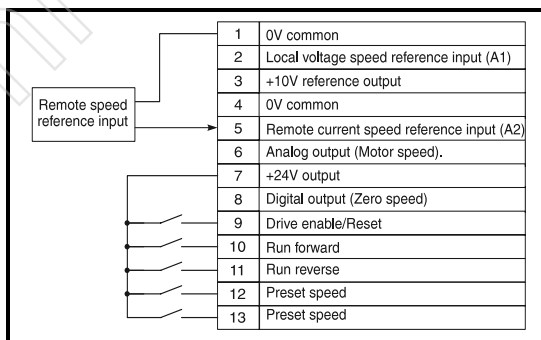 1 0V common
2 Local voltage speed reference input (A1)
3 +10V reference output
Remote speed
reference input
4 0V common
5 Remote current speed reference input (A2)
6 Analog output (Motor speed).
7 +24V output
8 Digital output (Zero speed)
9 Drive enable/Reset
10 Run forward
11 Run reverse
12 Preset speed
13 Preset speed